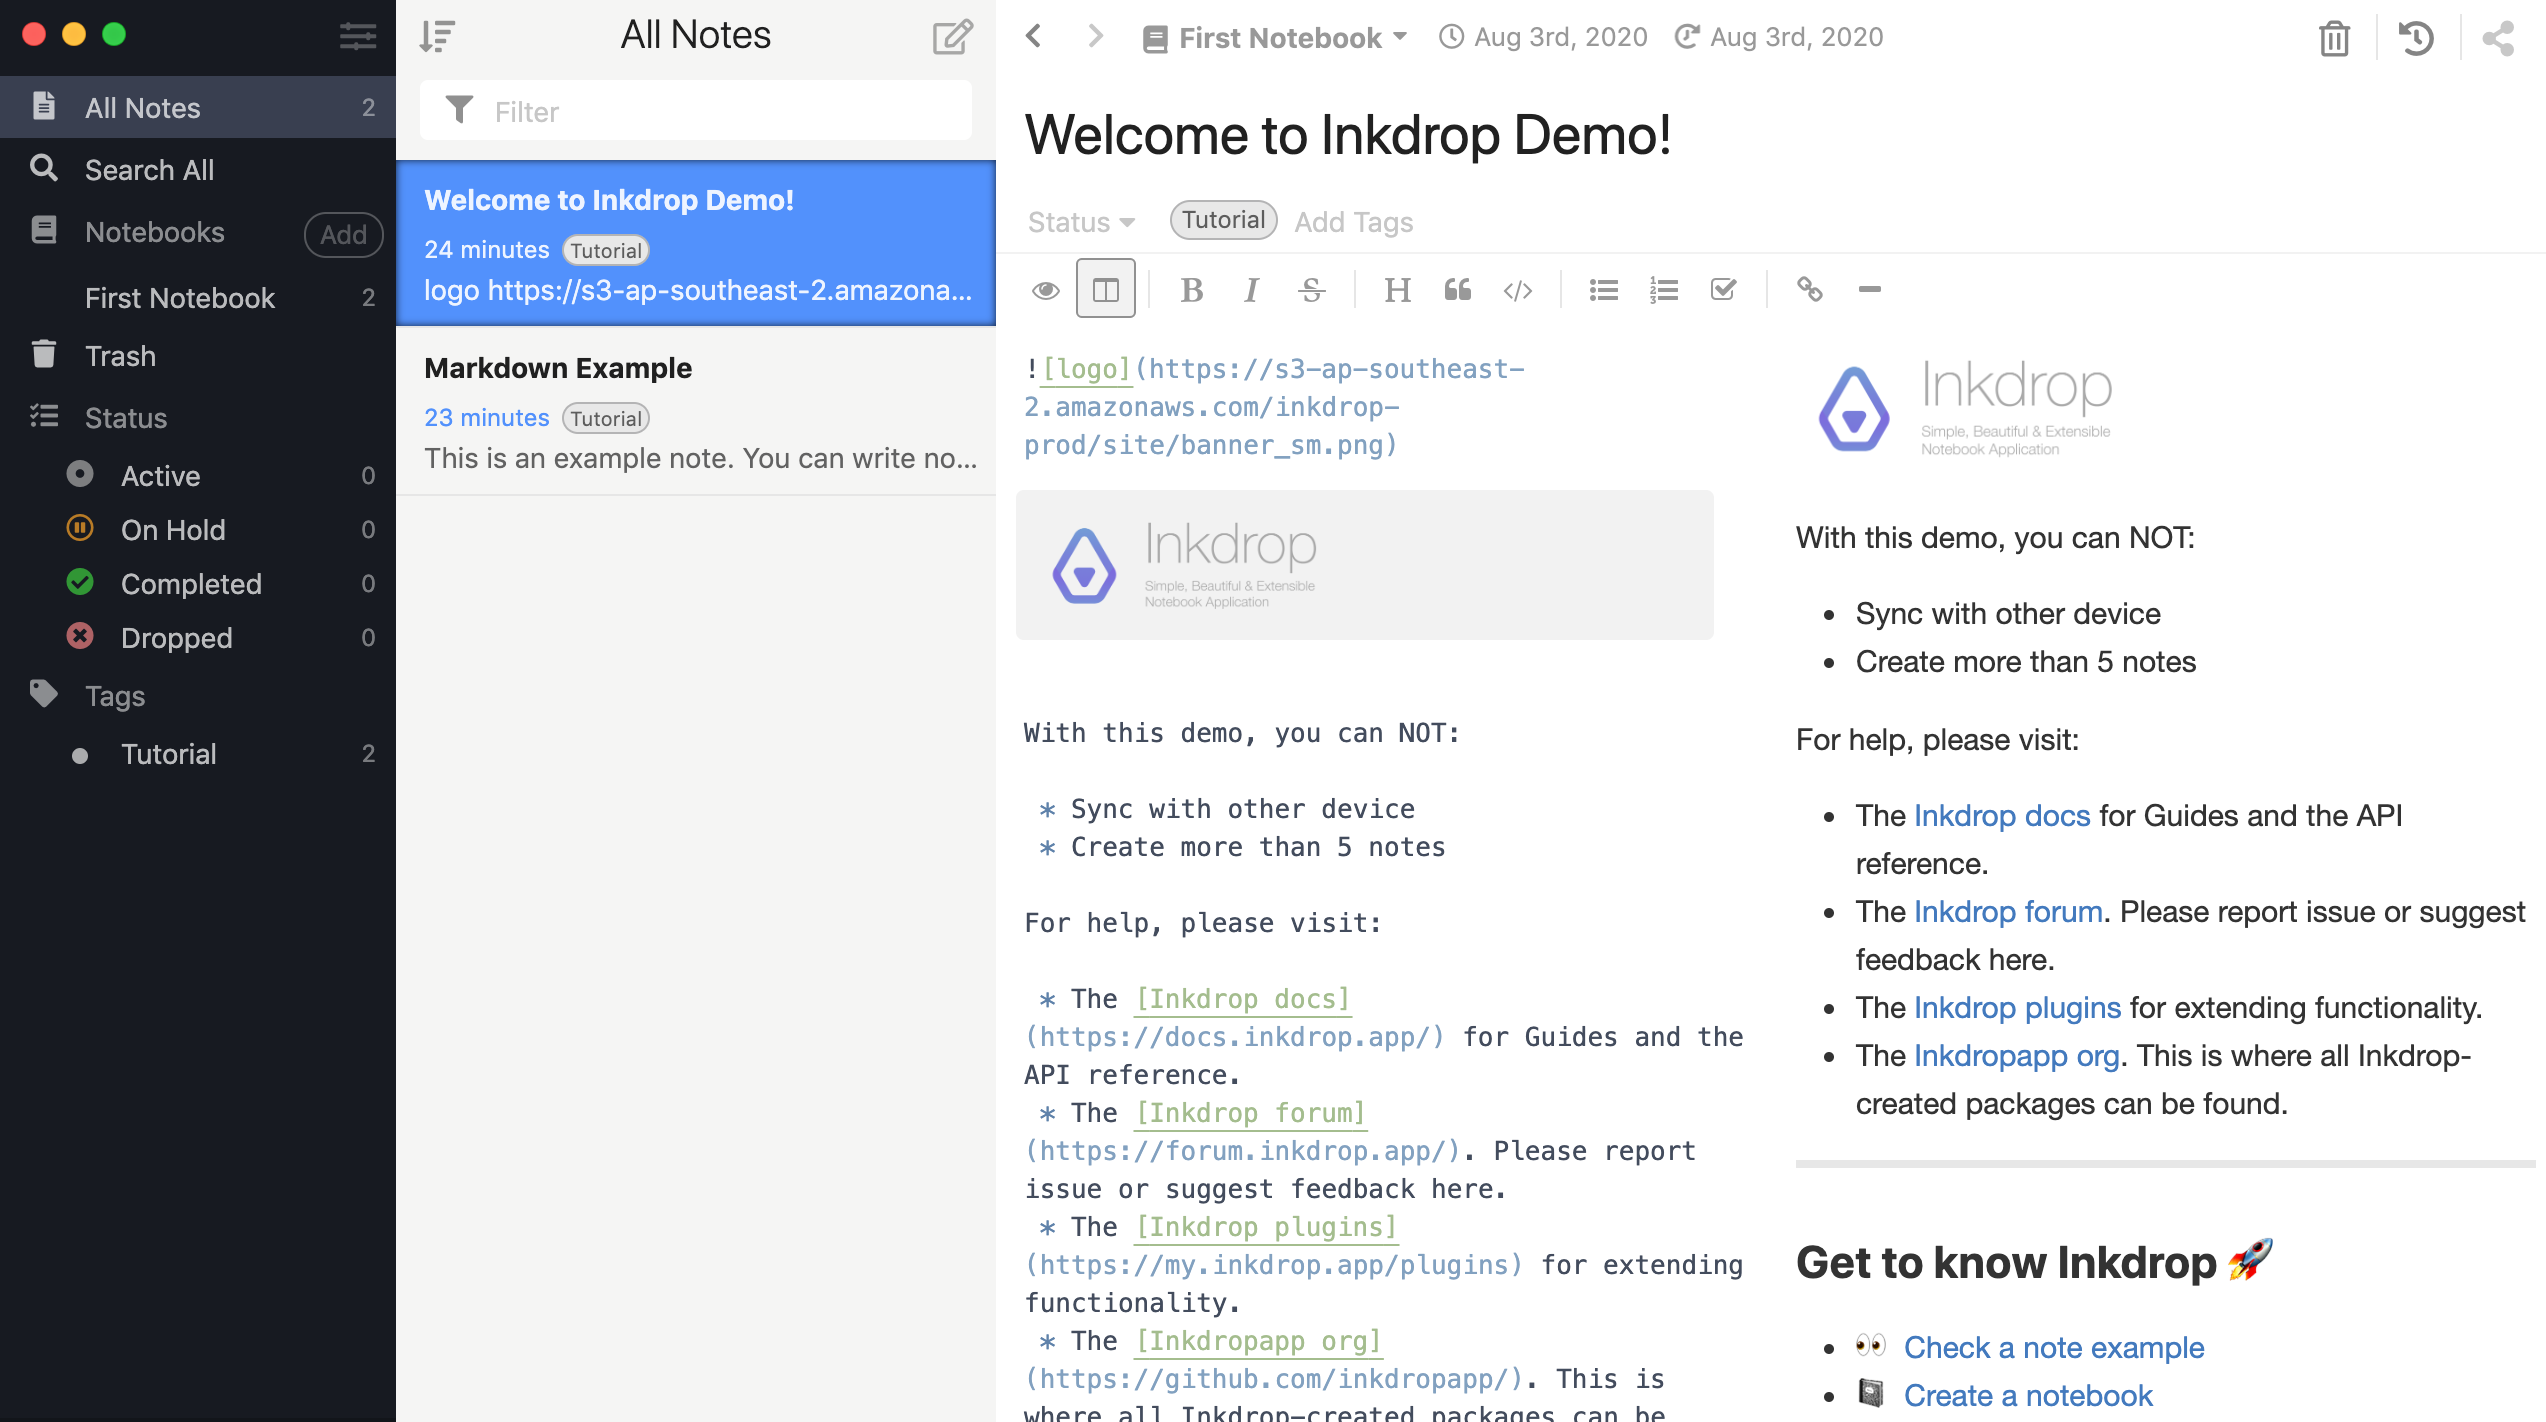 All Notes 2
Search All
Notebooks Add
First Notebook 2
Trash
Status
Active 0
On Hold 0
Completed 0
Dropped 0
Tags
Tutorial 2
All Notes
Filter
Welcome to Inkdrop Demo!
24 minutes Tutorial
logo https://s3-ap-southeast-2.amazona...
Markdown Example
23 minutes Tutorial
This is an example note. You can write no...
First Notebook Aug 3rd, 2020 Aug 3rd, 2020
Welcome to Inkdrop Demo!
Status Tutorial Add Tags
B I S H </>
![logo](https://s3-ap-southeast-
2.amazonaws.com/inkdrop-
prod/site/banner_sm.png)
Inkdrop
Simple, Beautiful & Extensible
Notebook Application
With this demo, you can NOT:
* Sync with other device
* Create more than 5 notes
For help, please visit:
* The [Inkdrop docs]
(https://docs.inkdrop.app/) for Guides and the
API reference.
* The [Inkdrop forum]
(https://forum.inkdrop.app/). Please report
issue or suggest feedback here.
* The [Inkdrop plugins]
(https://my.inkdrop.app/plugins) for extending
functionality.
* The [Inkdropapp org]
(https://github.com/inkdropapp/). This is
where all Inkdrop-created packages can be
Inkdrop
Simple, Beautiful & Extensible
Notebook Application
With this demo, you can NOT:
• Sync with other device
• Create more than 5 notes
For help, please visit:
• The Inkdrop docs for Guides and the API
reference.
• The Inkdrop forum. Please report issue or suggest
feedback here.
• The Inkdrop plugins for extending functionality.
• The Inkdropapp org. This is where all Inkdrop-
created packages can be found.
Get to know Inkdrop 🚀
• 👀 Check a note example
• 📓 Create a notebook